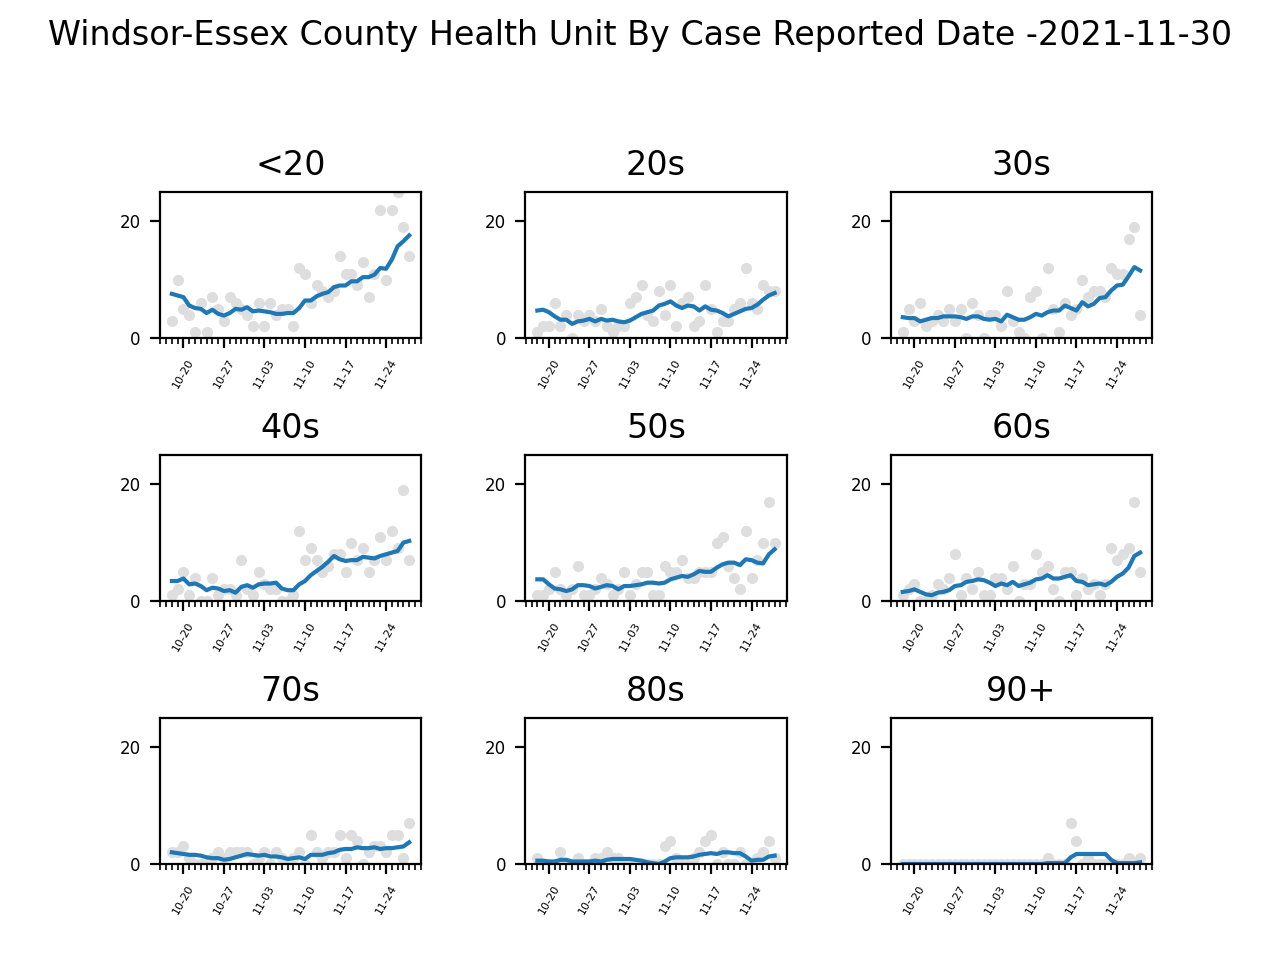 Windsor-Essex County Health Unit By Case Reported Date -2021-11-30
<20 20s 30s
20 20 20
0 0 0
10-20 10-27 11-03 11-10 11-17 11-24 10-20 10-27 11-03 11-10 11-17 11-24 10-20 10-27 11-03 11-10 11-17 11-24
40s 50s 60s
20 20 20
0 0 0
10-20 10-27 11-03 11-10 11-17 11-24 10-20 10-27 11-03 11-10 11-17 11-24 10-20 10-27 11-03 11-10 11-17 11-24
70s 80s 90+
20 20 20
0 0 0
10-20 10-27 11-03 11-10 11-17 11-24 10-20 10-27 11-03 11-10 11-17 11-24 10-20 10-27 11-03 11-10 11-17 11-24